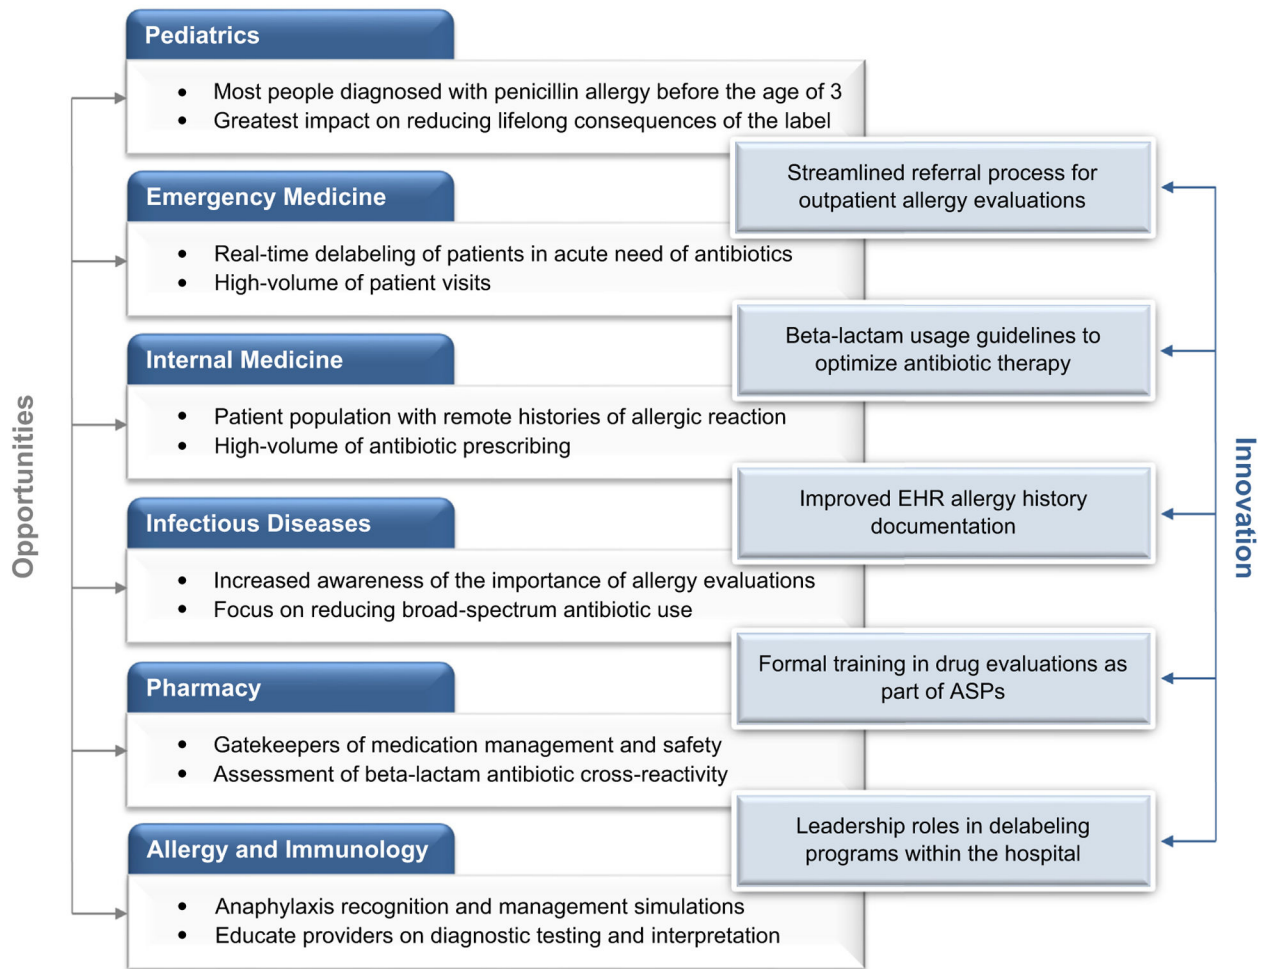 Opportunities
Pediatrics
• Most people diagnosed with penicillin allergy before the age of 3
• Greatest impact on reducing lifelong consequences of the label
Streamlined referral process for
outpatient allergy evaluations
Emergency Medicine
• Real-time delabeling of patients in acute need of antibiotics
• High-volume of patient visits
Beta-lactam usage guidelines to
optimize antibiotic therapy
Internal Medicine
• Patient population with remote histories of allergic reaction
• High-volume of antibiotic prescribing
Improved EHR allergy history
documentation
Infectious Diseases
• Increased awareness of the importance of allergy evaluations
• Focus on reducing broad-spectrum antibiotic use
Formal training in drug evaluations as
part of ASPs
Pharmacy
• Gatekeepers of medication management and safety
• Assessment of beta-lactam antibiotic cross-reactivity
Leadership roles in delabeling
programs within the hospital
Allergy and Immunology
• Anaphylaxis recognition and management simulations
• Educate providers on diagnostic testing and interpretation
Innovation